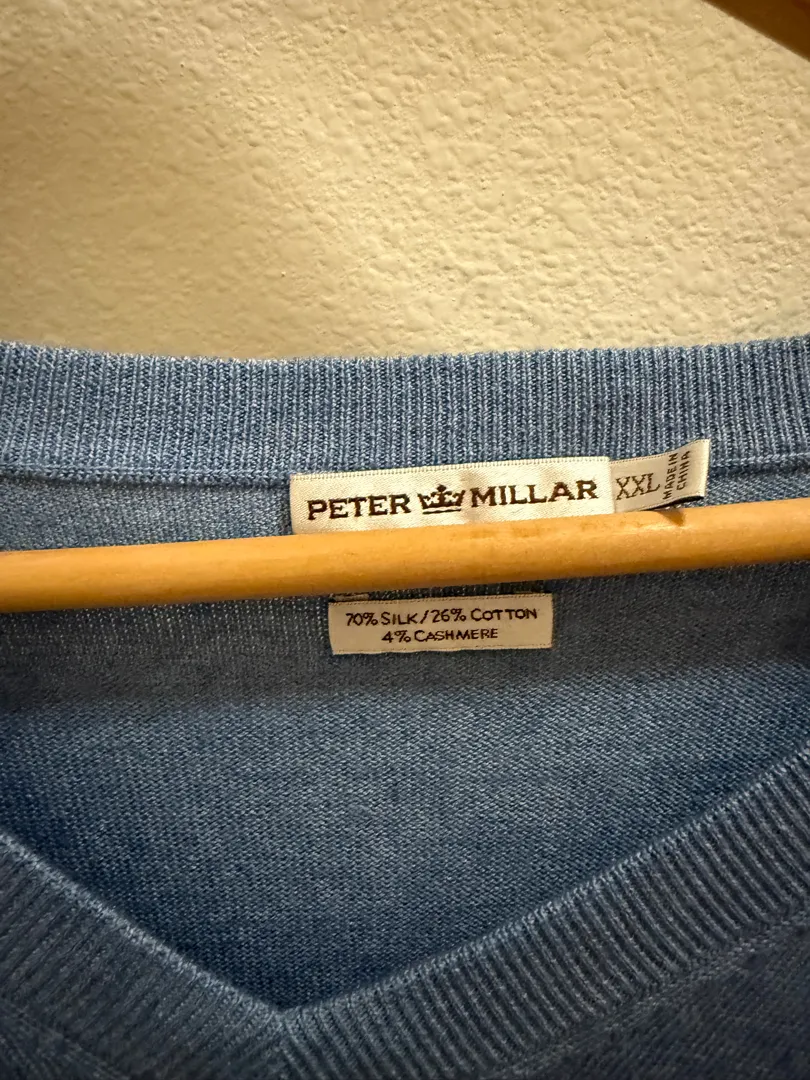 PETER MILLAR
XXL
MADE IN
CHINA
70% SILK/26% COTTON
4% CASHMERE